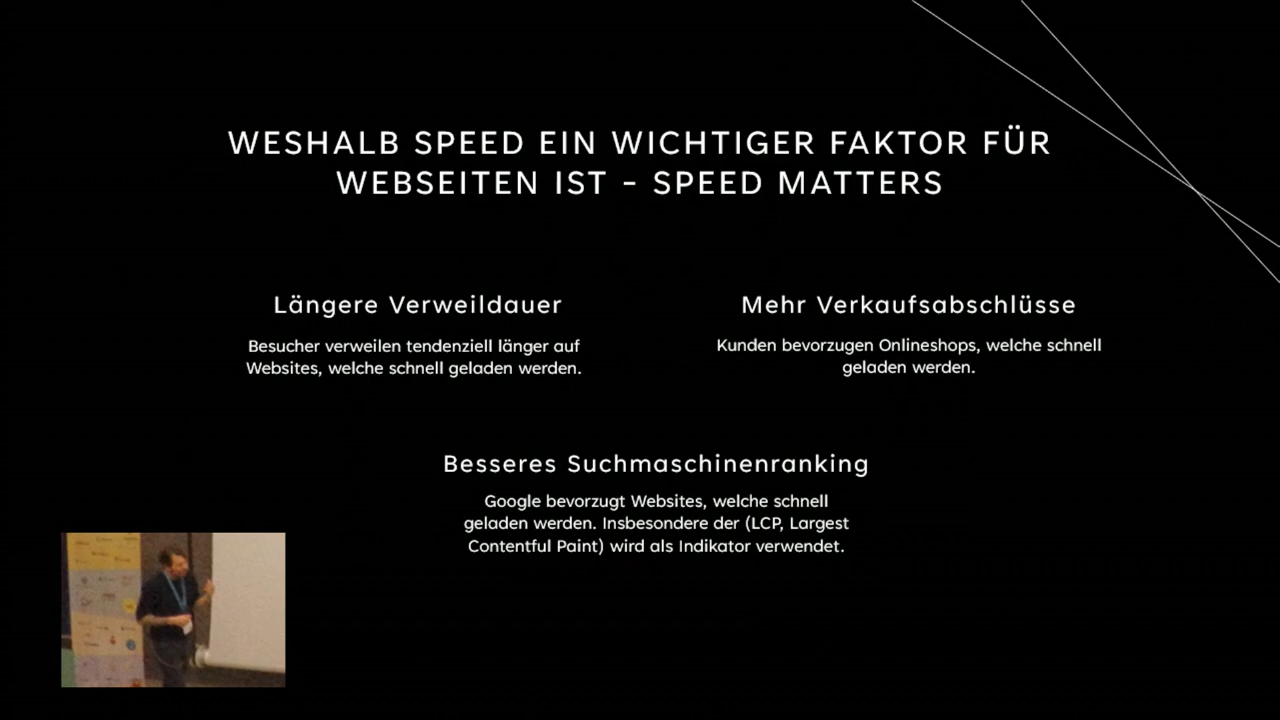 WESHALB SPEED EIN WICHTIGER FAKTOR FÜR
WEBSEITEN IST - SPEED MATTERS
Längere Verweildauer
Besucher verweilen tendenziell länger auf
Websites, welche schnell geladen werden.
Mehr Verkaufsabschlüsse
Kunden bevorzugen Onlineshops, welche schnell
geladen werden.
Besseres Suchmaschinenranking
Google bevorzugt Websites, welche schnell
geladen werden. Insbesondere der (LCP, Largest
Contentful Paint) wird als Indikator verwendet.